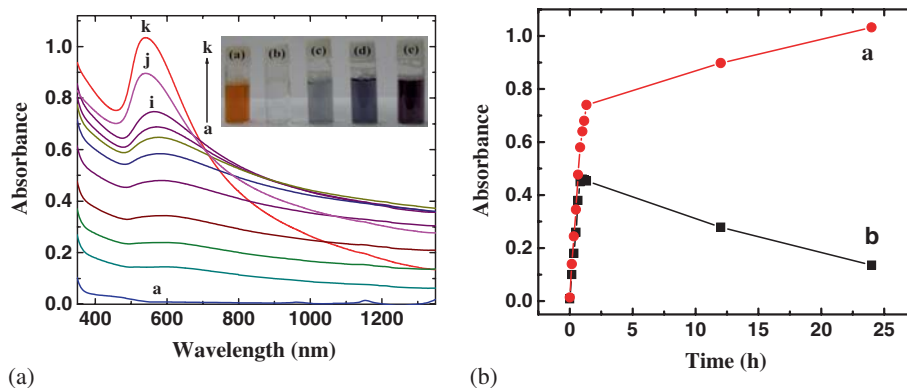 k
j
i
a
k
a
(a) (b) (c) (d) (e)
1.0
0.8
0.6
0.4
0.2
0.0
Absorbance
400 600 800 1000 1200
Wavelength (nm)
(a)
1.0
0.8
0.6
0.4
0.2
0.0
Absorbance
a
b
0 5 10 15 20 25
Time (h)
(b)